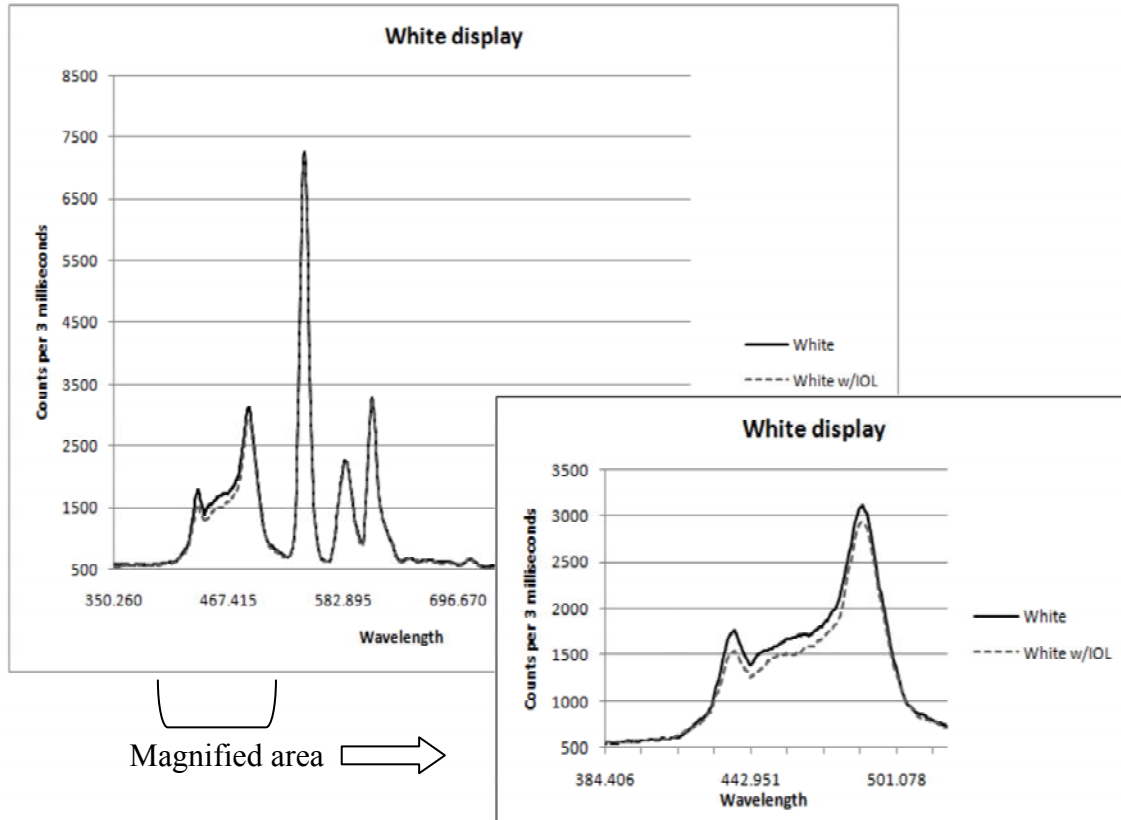 White display
8500
7500
6500
5500
4500
3500
2500
1500
500
Counts per 3 milliseconds
350.260 467.415 582.895 696.670
Wavelength
White
White w/IOL
White display
3500
3000
2500
2000
1500
1000
500
Counts per 3 milliseconds
384.406 442.951 501.078
Wavelength
White
White w/IOL
Magnified area